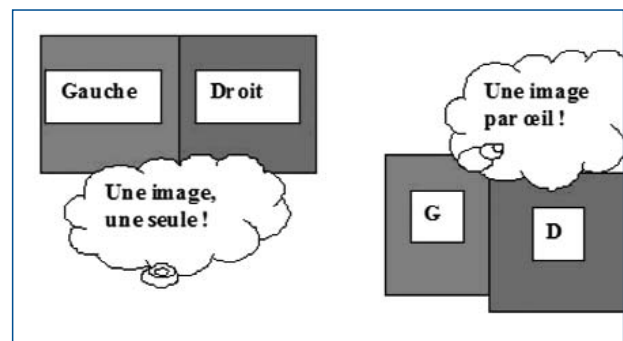 Gauche
Droit
Une image,
une seule !
Une image
par œil !
G
D